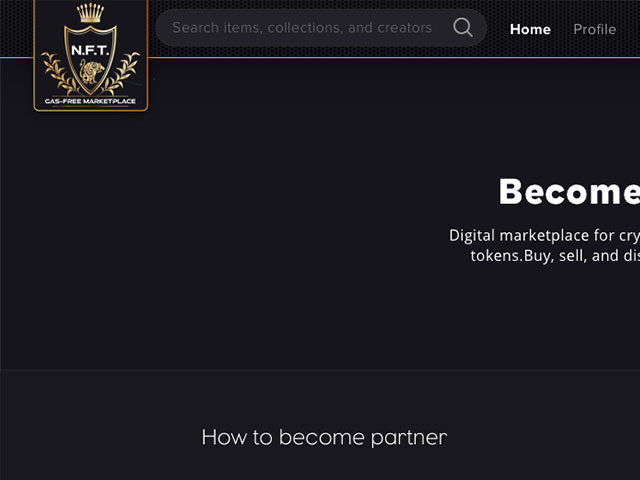 N.F.T.
GAS-FREE MARKETPLACE
Search items, collections, and creators
Home
Profile
Become
Digital marketplace for cry
tokens.Buy, sell, and dis
How to become partner